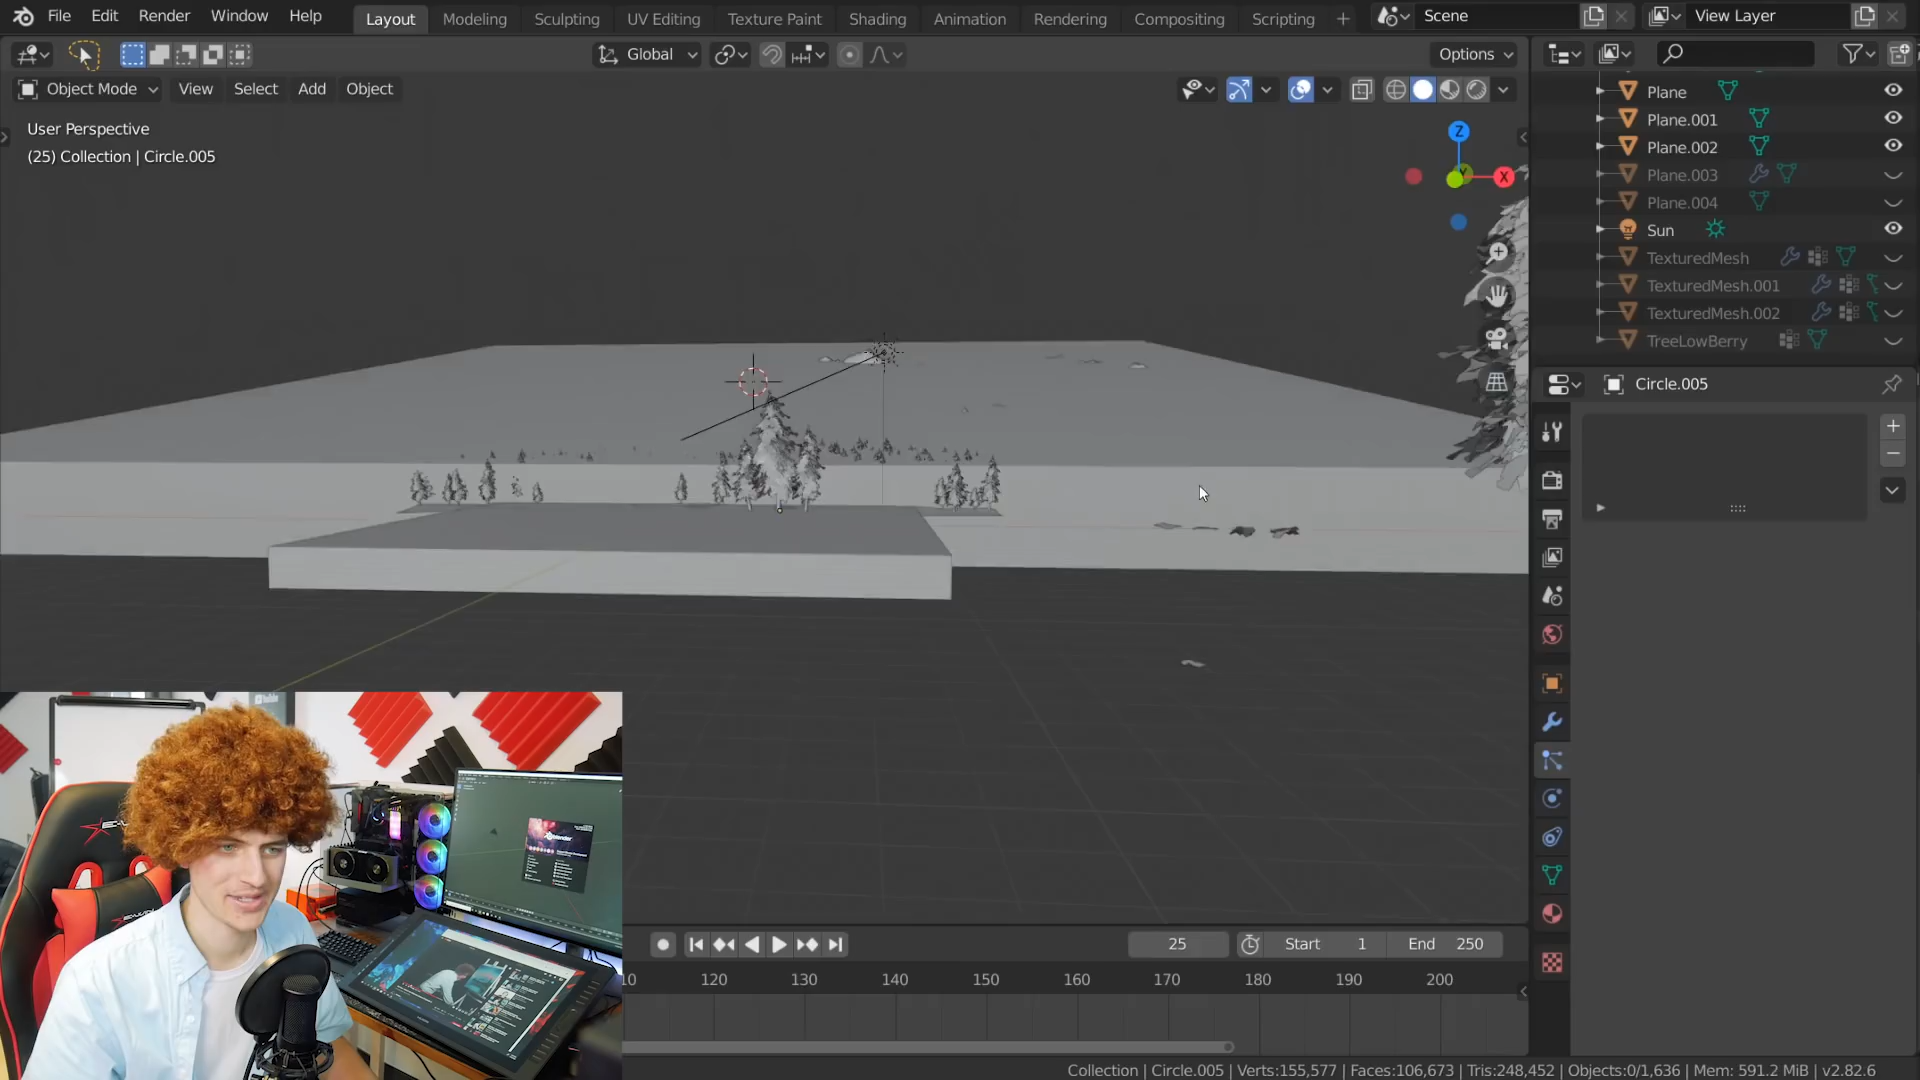 File Edit Render Window Help
Layout Modeling Sculpting UV Editing Texture Paint Shading Animation Rendering Compositing Scripting +
Scene
View Layer
Global
Options
Object Mode View Select Add Object
User Perspective
(25) Collection | Circle.005
Z
X
Plane
Plane.001
Plane.002
Plane.003
Plane.004
Sun
TexturedMesh
TexturedMesh.001
TexturedMesh.002
TreeLowBerry
Circle.005
25
Start 1
End 250
120 130 140 150 160 170 180 190 200
Collection | Circle.005 | Verts:155,577 | Faces:106,673 | Tris:248,452 | Objects:0/1,636 | Mem: 591.2 MiB | v2.82.6
blender